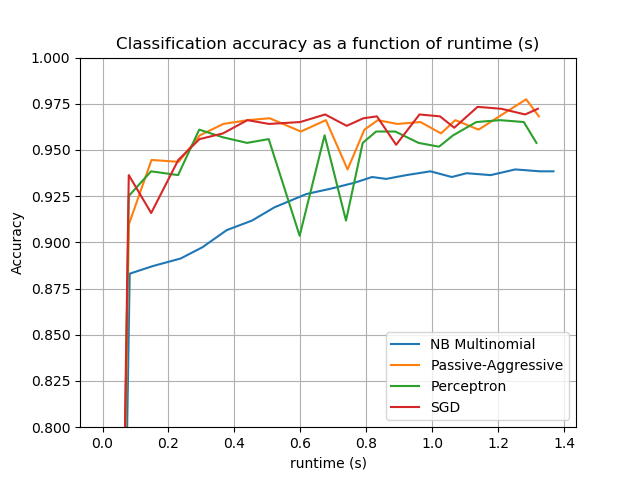 Classification accuracy as a function of runtime (s)
1.000
0.975
0.950
0.925
0.900
0.875
0.850
0.825
0.800
Accuracy
NB Multinomial
Passive-Aggressive
Perceptron
SGD
0.0 0.2 0.4 0.6 0.8 1.0 1.2 1.4
runtime (s)